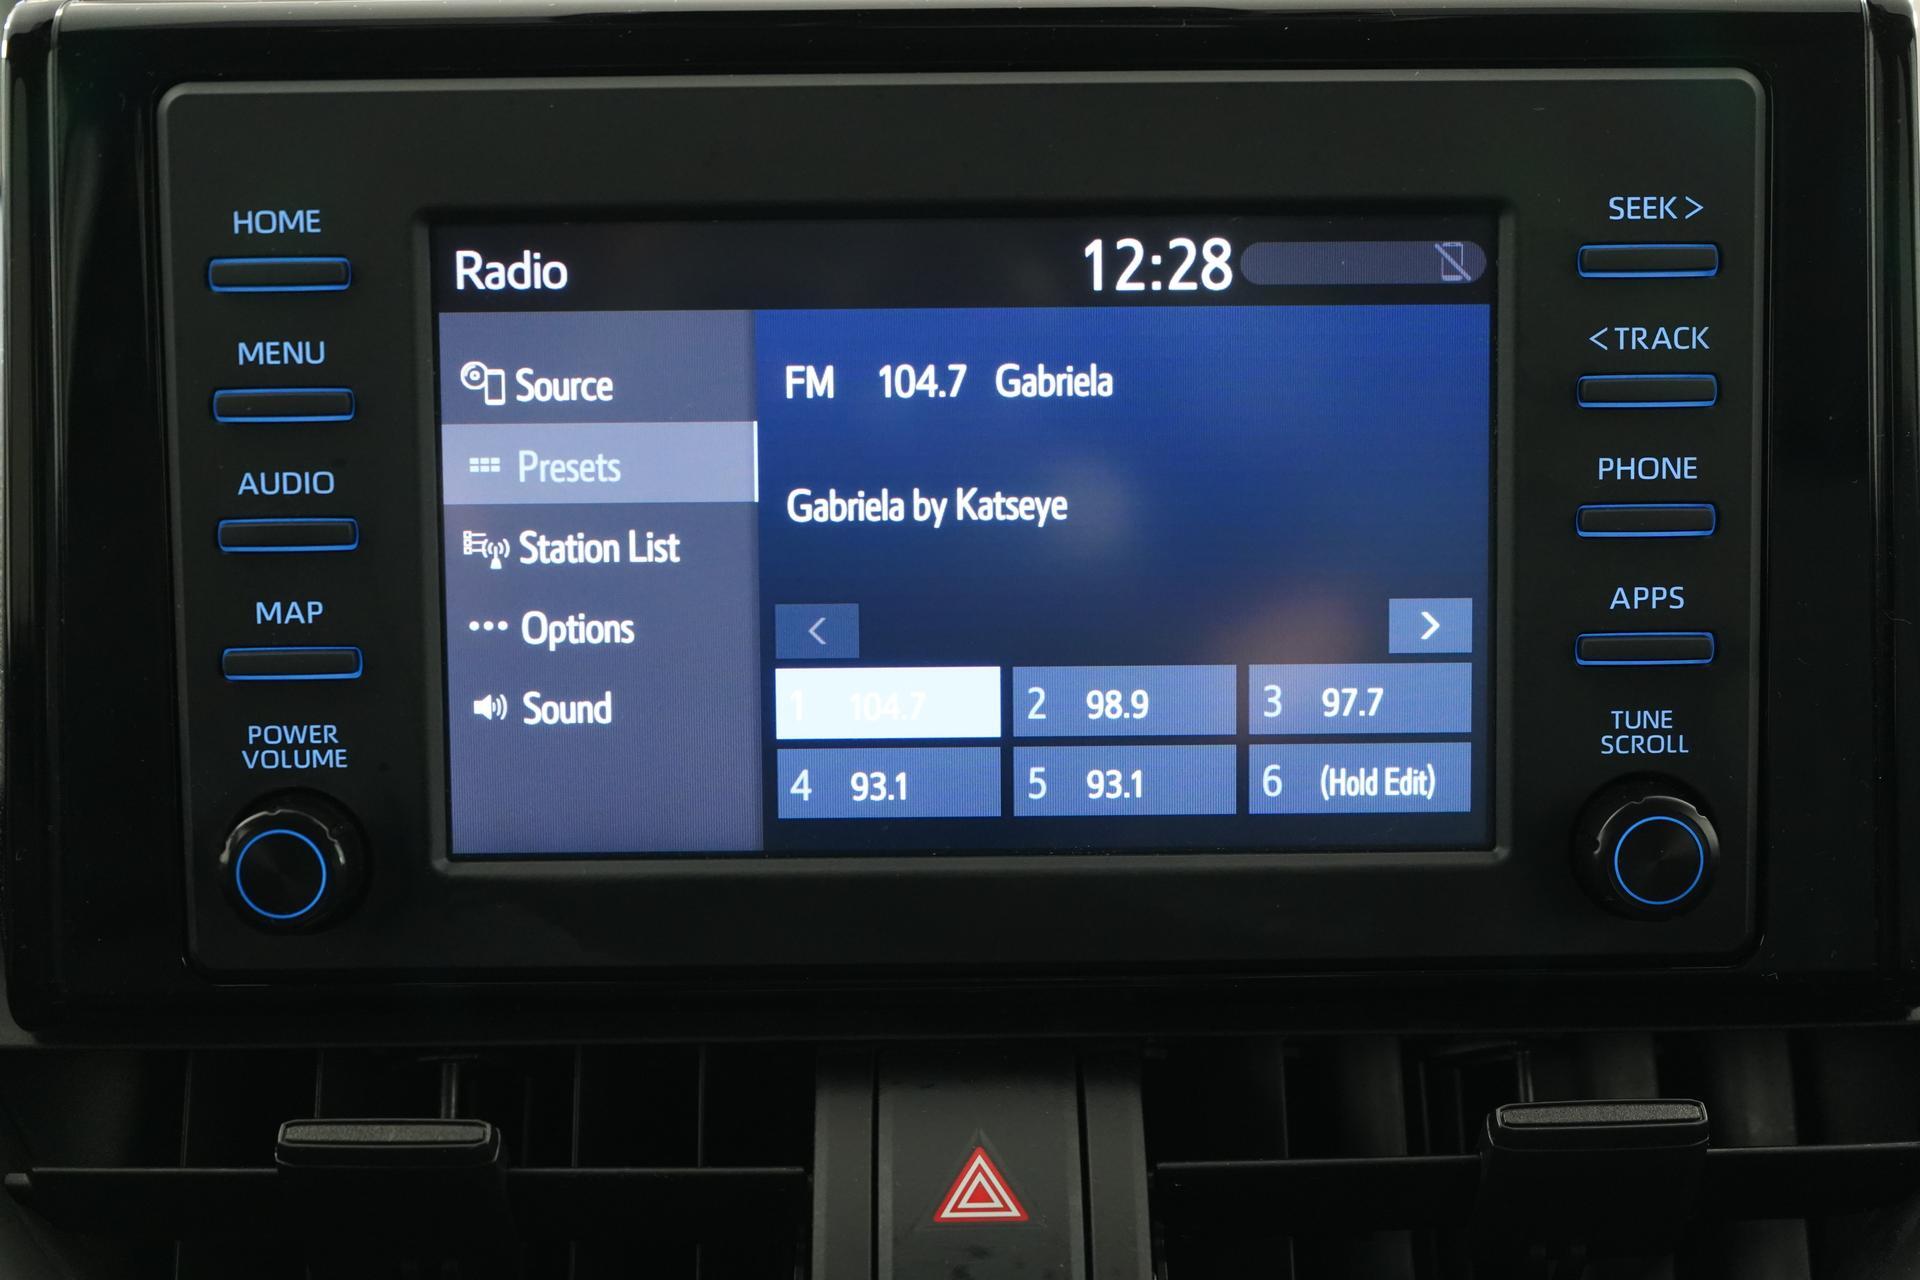 HOME
MENU
AUDIO
MAP
POWER
VOLUME
Radio
12:28
Source
Presets
Station List
Options
Sound
FM 104.7 Gabriela
Gabriela by Katseye
<
>
1 104.7
2 98.9
3 97.7
4 93.1
5 93.1
6 (Hold Edit)
SEEK >
< TRACK
PHONE
APPS
TUNE
SCROLL